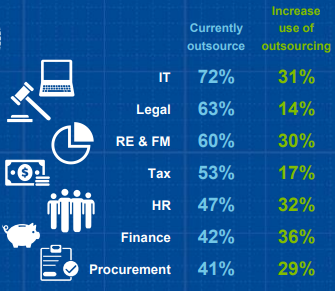 Currently outsource
Increase use of outsourcing
IT 72% 31%
Legal 63% 14%
RE & FM 60% 30%
Tax 53% 17%
HR 47% 32%
Finance 42% 36%
Procurement 41% 29%